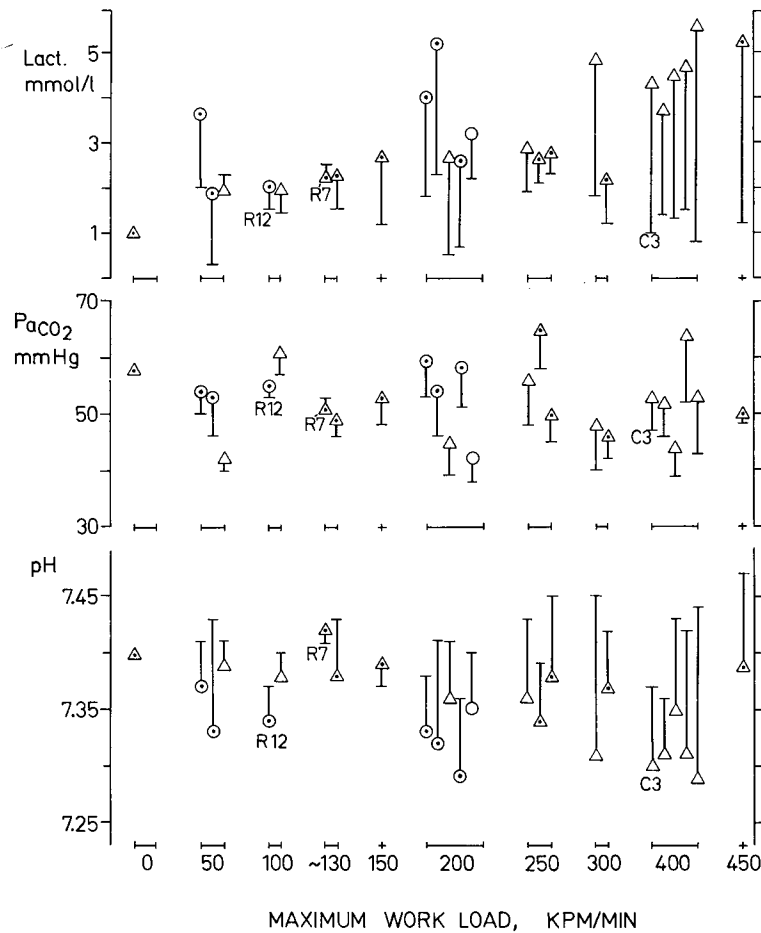 Lact.
mmol/l
5
3
1
R12
R7
C3
PaCO2
mmHg
70
50
30
R12
R7
C3
pH
7.45
7.35
7.25
R12
R7
C3
0 50 100 ~130 150 200 250 300 400 450
MAXIMUM WORK LOAD, KPM/MIN